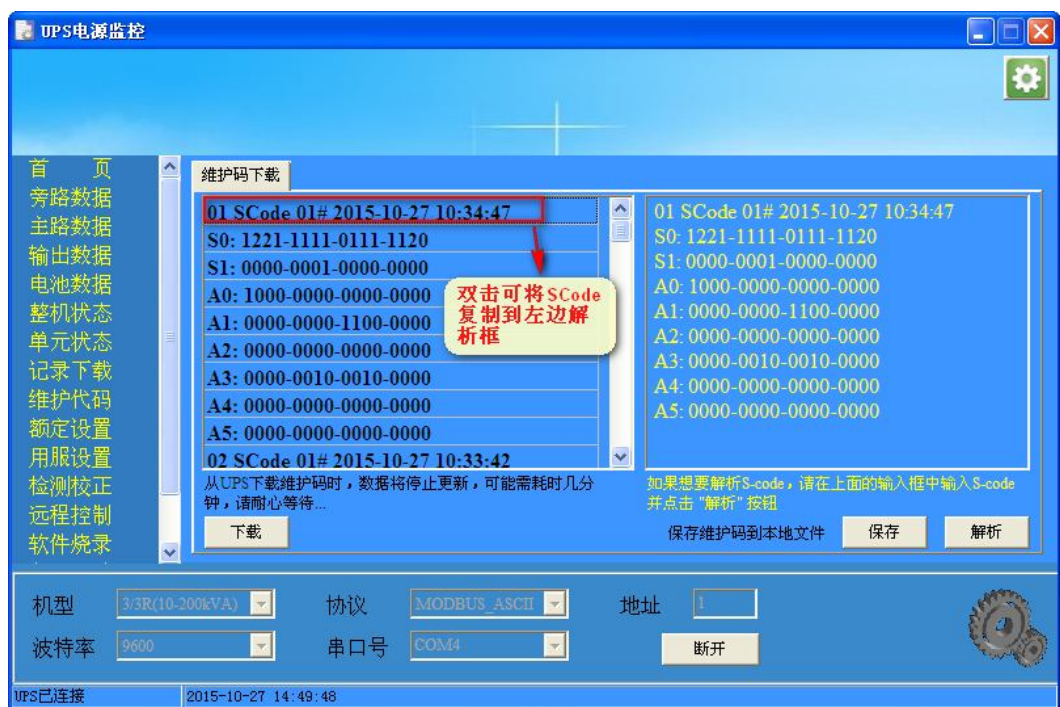 UPS电源监控
首 页
旁路数据
主路数据
输出数据
电池数据
整机状态
单元状态
记录下载
维护代码
额定设置
用服设置
检测校正
远程控制
软件烧录
维护码下载
01 SCode 01# 2015-10-27 10:34:47
S0: 1221-1111-0111-1120
S1: 0000-0001-0000-0000
A0: 1000-0000-0000-0000
A1: 0000-0000-1100-0000
A2: 0000-0000-0000-0000
A3: 0000-0010-0010-0000
A4: 0000-0000-0000-0000
A5: 0000-0000-0000-0000
02 SCode 01# 2015-10-27 10:33:42
双击可将SCode
复制到左边解
析框
从UPS下载维护码时，数据将停止更新，可能需耗时几分
钟，请耐心等待...
下载
01 SCode 01# 2015-10-27 10:34:47
S0: 1221-1111-0111-1120
S1: 0000-0001-0000-0000
A0: 1000-0000-0000-0000
A1: 0000-0000-1100-0000
A2: 0000-0000-0000-0000
A3: 0000-0010-0010-0000
A4: 0000-0000-0000-0000
A5: 0000-0000-0000-0000
如果想要解析S-code，请在上面的输入框中输入S-code
并点击 "解析" 按钮
保存维护码到本地文件 保存 解析
机型 3/3R(10-200kVA) 协议 MODBUS_ASCII 地址 1
波特率 9600 串口号 COM4 断开
UPS已连接 2015-10-27 14:49:48